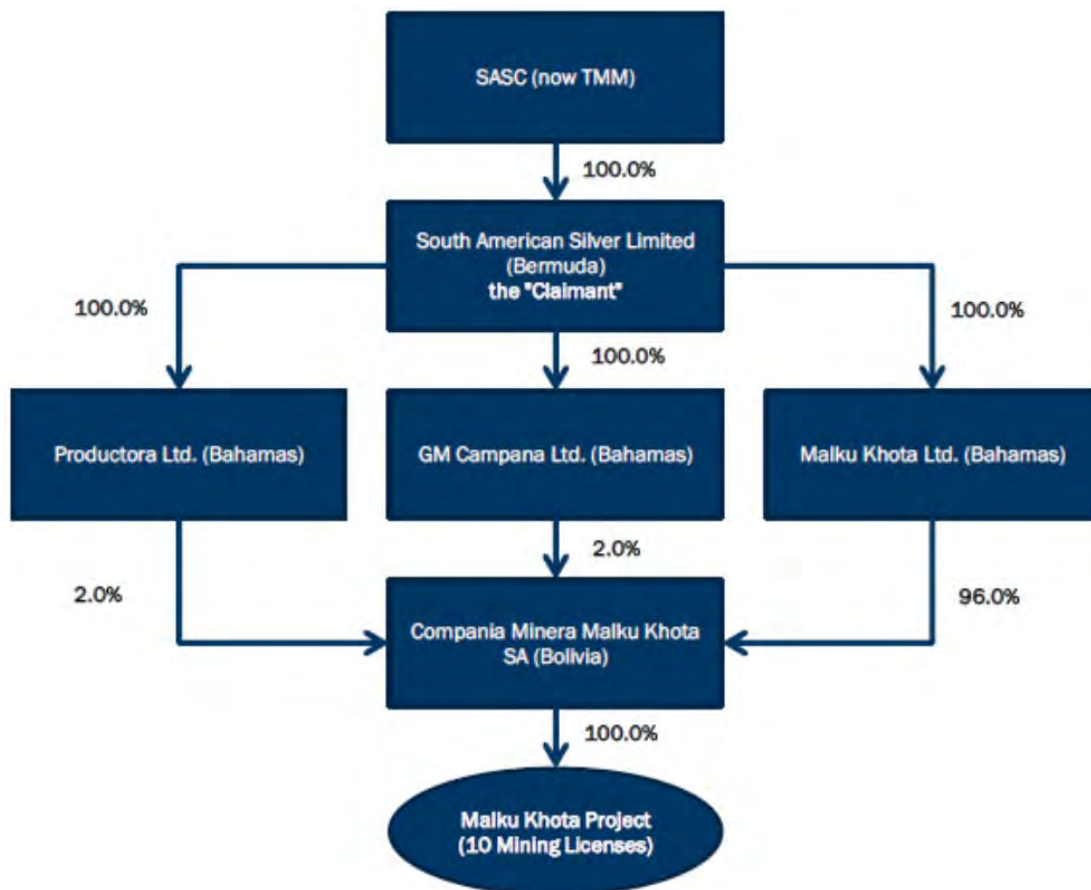 SASC (now TMM)
100.0%
South American Silver Limited
(Bermuda)
the "Claimant"
100.0%
100.0%
100.0%
Productora Ltd. (Bahamas)
GM Campana Ltd. (Bahamas)
Malku Khota Ltd. (Bahamas)
2.0%
2.0%
96.0%
Compania Minera Malku Khota
SA (Bolivia)
100.0%
Malku Khota Project
(10 Mining Licenses)